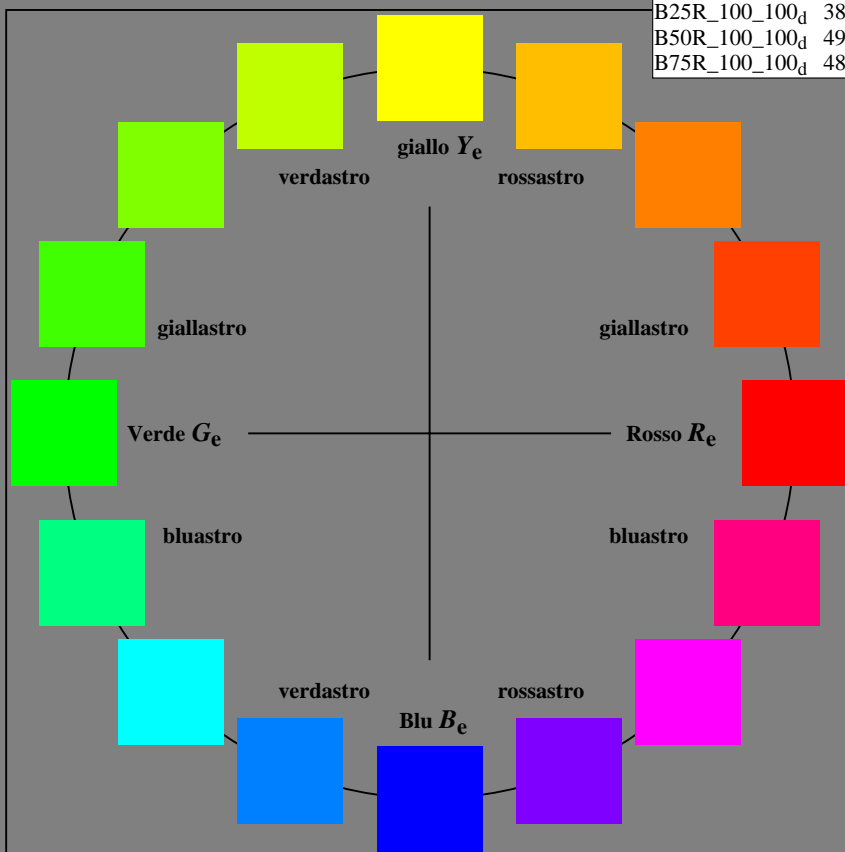 B25R_100_100d 38
B50R_100_100d 49
B75R_100_100d 48
giallo Ye
verdastro rossastro
giallastro giallastro
Verde Ge Rosso Re
bluastro bluastro
verdastro rossastro
Blu Be